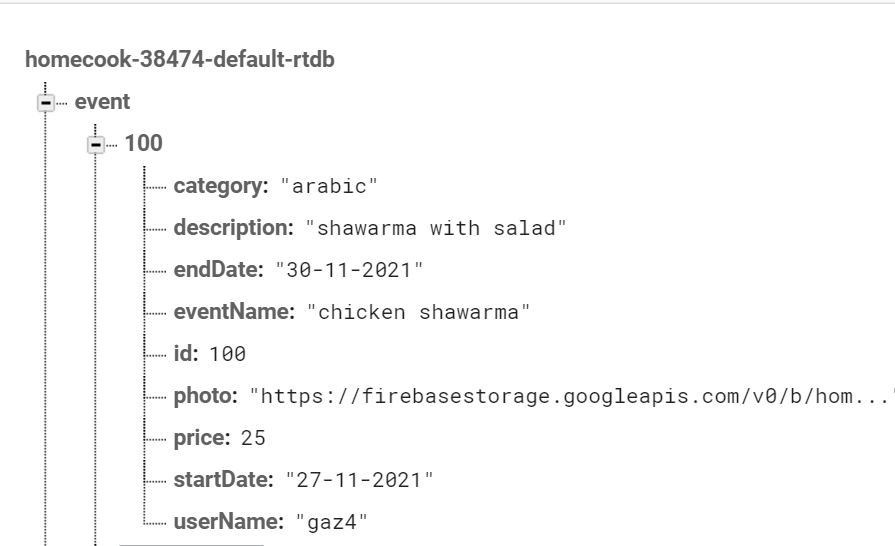 homecook-38474-default-rtdb
event
100
category: "arabic"
description: "shawarma with salad"
endDate: "30-11-2021"
eventName: "chicken shawarma"
id: 100
photo: "https://firebasestorage.googleapis.com/v0/b/hom..."
price: 25
startDate: "27-11-2021"
userName: "gaz4"